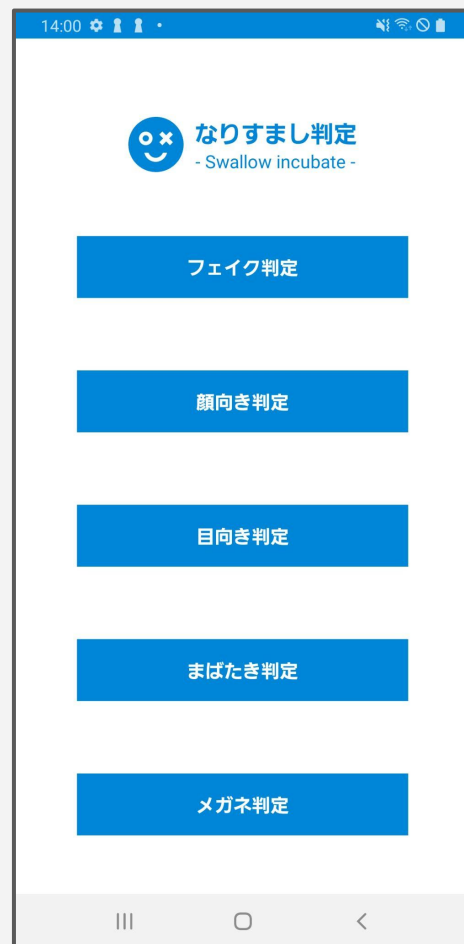 14:00
なりすまし判定
- Swallow incubate -
フェイク判定
顔向き判定
目向き判定
まばたき判定
メガネ判定